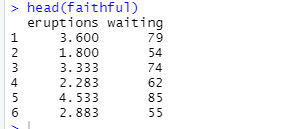 > head(faithful)
  eruptions waiting
1     3.600      79
2     1.800      54
3     3.333      74
4     2.283      62
5     4.533      85
6     2.883      55
>